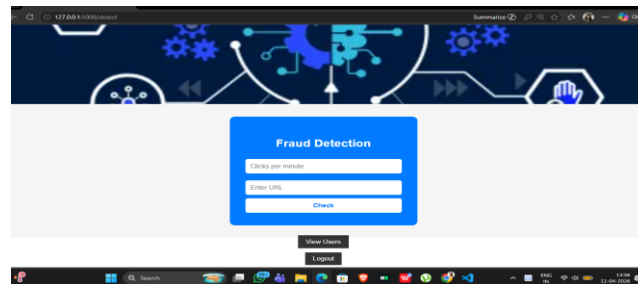 127.0.0.1:5000/detect
Summarize
Fraud Detection
Clicks per minute
Enter URL
Check
View Users
Logout
Search
ENG
IN
14:36
11-04-2026